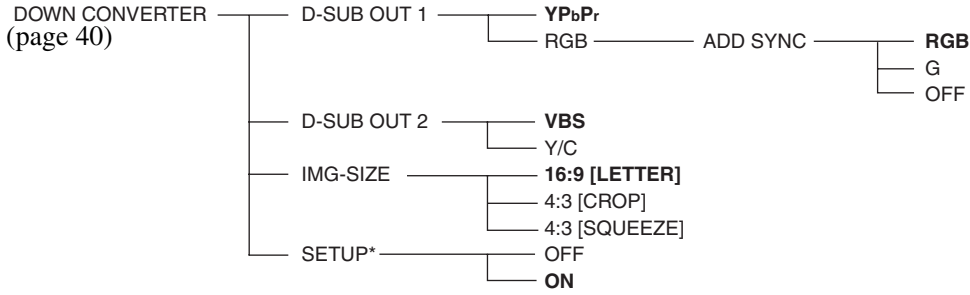 DOWN CONVERTER D-SUB OUT 1 YPbPr
(page 40) RGB ADD SYNC RGB
G
OFF
D-SUB OUT 2 VBS
Y/C
IMG-SIZE 16:9 [LETTER]
4:3 [CROP]
4:3 [SQUEEZE]
SETUP* OFF
ON